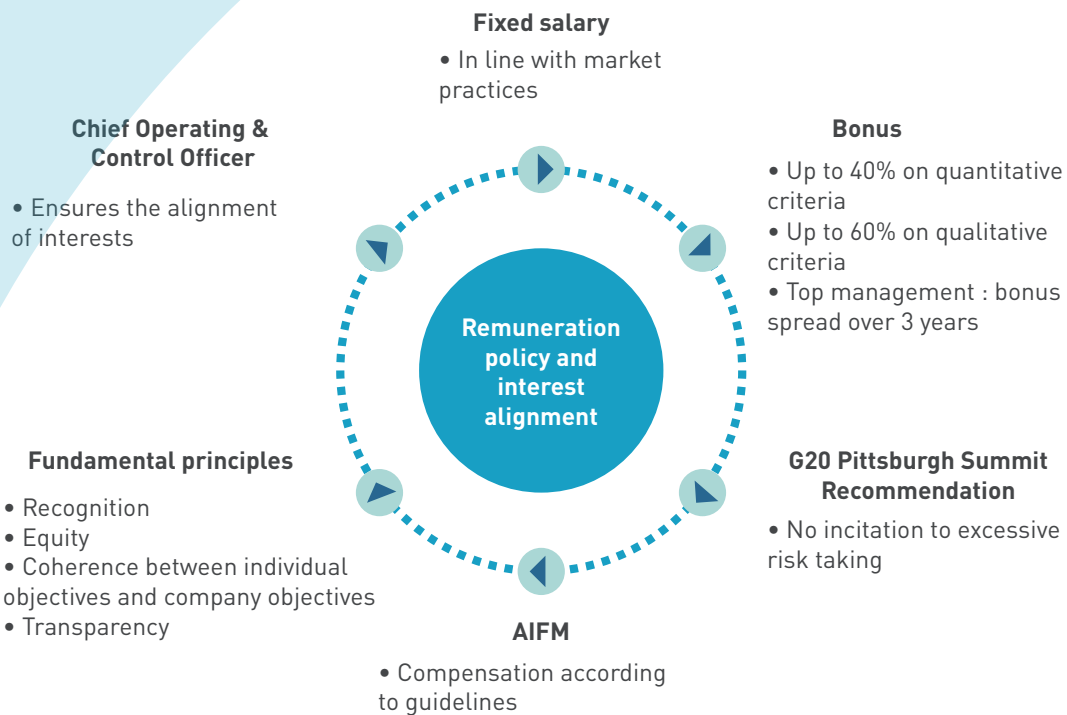 Fixed salary
• In line with market
practices
Chief Operating &
Control Officer
• Ensures the alignment
of interests
Bonus
• Up to 40% on quantitative
criteria
• Up to 60% on qualitative
criteria
• Top management : bonus
spread over 3 years
Remuneration
policy and
interest
alignment
Fundamental principles
• Recognition
• Equity
• Coherence between individual
objectives and company objectives
• Transparency
G20 Pittsburgh Summit
Recommendation
• No incitation to excessive
risk taking
AIFM
• Compensation according
to guidelines